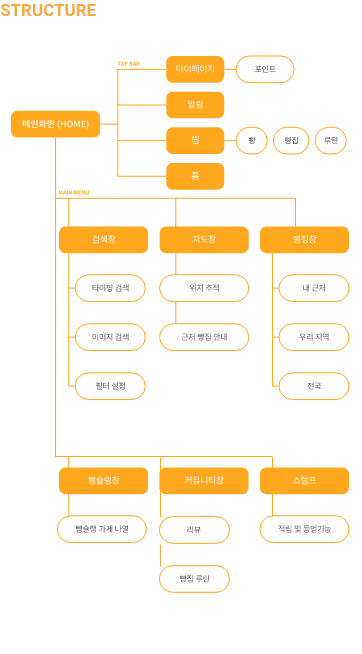 STRUCTURE
TAP BAR
마이페이지
포인트
알림
메인화면 (HOME)
찜
빵
빵집
루틴
홈
MAIN MENU
검색창
지도창
랭킹창
타이핑 검색
위치 추적
내 근처
이미지 검색
근처 빵집 안내
우리 지역
필터 설정
전국
빵슐랭창
커뮤니티창
스탬프
빵슐랭 가게 나열
리뷰
적립 및 등업기능
빵집 루틴